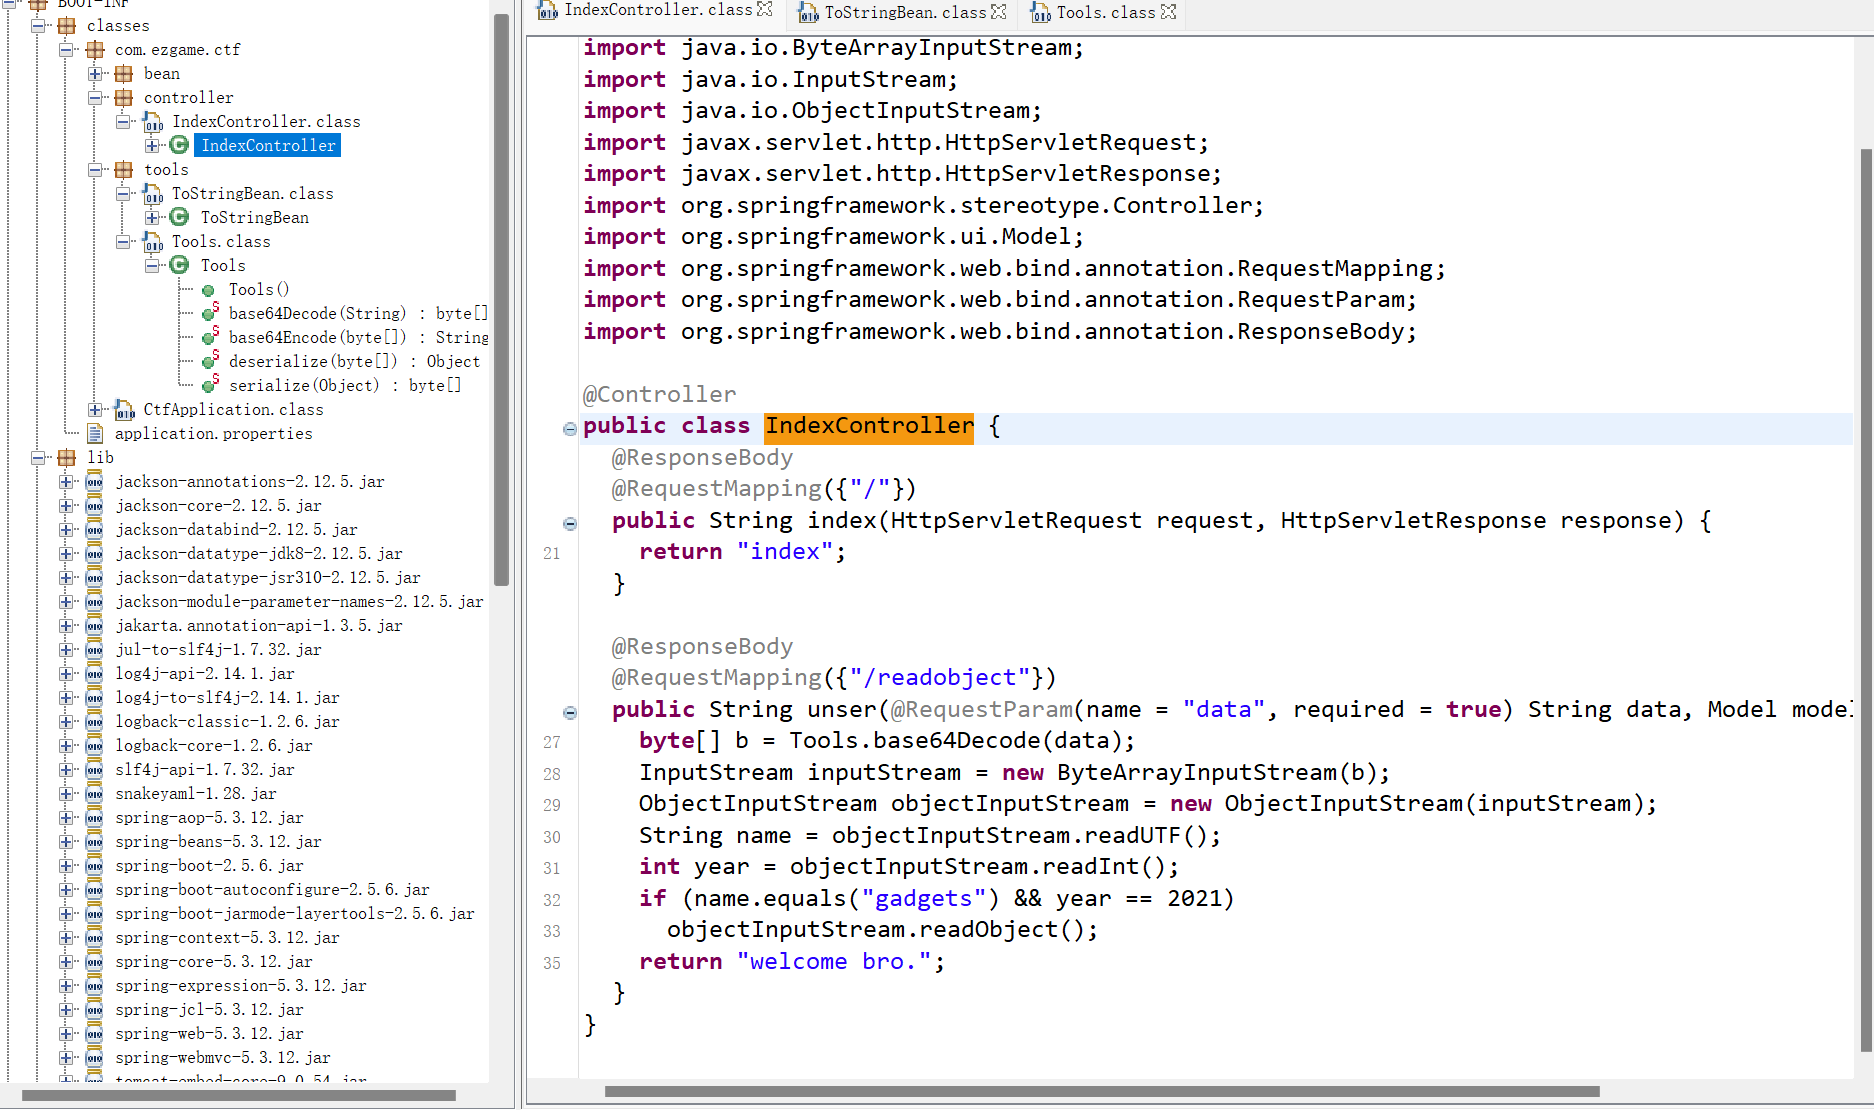 BOOT-INF
classes
com.ezgame.ctf
bean
controller
IndexController.class
IndexController
tools
ToStringBean.class
ToStringBean
Tools.class
Tools
Tools()
base64Decode(String) : byte[]
base64Encode(byte[]) : String
deserialize(byte[]) : Object
serialize(Object) : byte[]
CtfApplication.class
application.properties
lib
jackson-annotations-2.12.5.jar
jackson-core-2.12.5.jar
jackson-databind-2.12.5.jar
jackson-datatype-jdk8-2.12.5.jar
jackson-datatype-jsr310-2.12.5.jar
jackson-module-parameter-names-2.12.5.jar
jakarta.annotation-api-1.3.5.jar
jul-to-slf4j-1.7.32.jar
log4j-api-2.14.1.jar
log4j-to-slf4j-2.14.1.jar
logback-classic-1.2.6.jar
logback-core-1.2.6.jar
slf4j-api-1.7.32.jar
snakeyaml-1.28.jar
spring-aop-5.3.12.jar
spring-beans-5.3.12.jar
spring-boot-2.5.6.jar
spring-boot-autoconfigure-2.5.6.jar
spring-boot-jarmode-layertools-2.5.6.jar
spring-context-5.3.12.jar
spring-core-5.3.12.jar
spring-expression-5.3.12.jar
spring-jcl-5.3.12.jar
spring-web-5.3.12.jar
spring-webmvc-5.3.12.jar
tomcat-embed-core-9.0.54.jar
IndexController.class ToStringBean.class Tools.class
import java.io.ByteArrayInputStream;
import java.io.InputStream;
import java.io.ObjectInputStream;
import javax.servlet.http.HttpServletRequest;
import javax.servlet.http.HttpServletResponse;
import org.springframework.stereotype.Controller;
import org.springframework.ui.Model;
import org.springframework.web.bind.annotation.RequestMapping;
import org.springframework.web.bind.annotation.RequestParam;
import org.springframework.web.bind.annotation.ResponseBody;
@Controller
public class IndexController {
@ResponseBody
@RequestMapping({"/"})
public String index(HttpServletRequest request, HttpServletResponse response) {
21 return "index";
}
@ResponseBody
@RequestMapping({"/readobject"})
public String unser(@RequestParam(name = "data", required = true) String data, Model model
27 byte[] b = Tools.base64Decode(data);
28 InputStream inputStream = new ByteArrayInputStream(b);
29 ObjectInputStream objectInputStream = new ObjectInputStream(inputStream);
30 String name = objectInputStream.readUTF();
31 int year = objectInputStream.readInt();
32 if (name.equals("gadgets") && year == 2021)
33 objectInputStream.readObject();
35 return "welcome bro.";
}
}